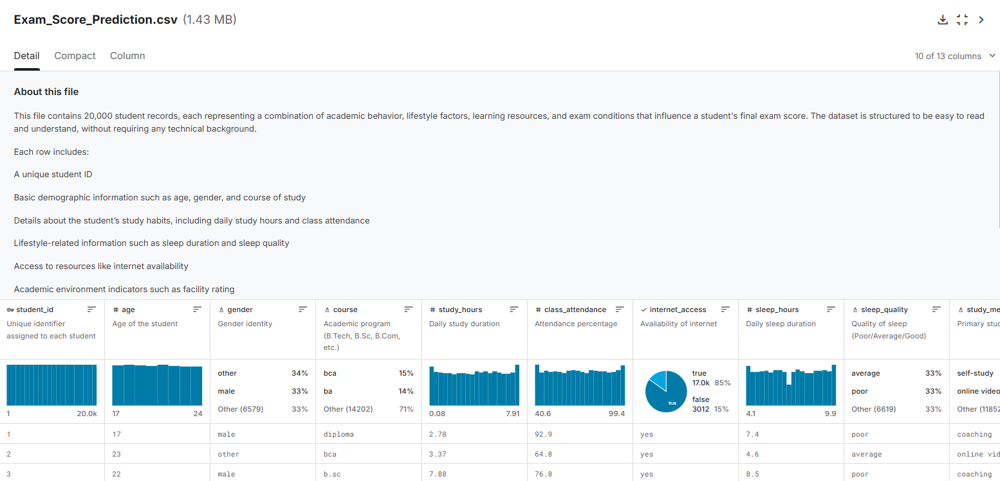 Exam_Score_Prediction.csv (1.43 MB)
Detail Compact Column 10 of 13 columns
About this file
This file contains 20,000 student records, each representing a combination of academic behavior, lifestyle factors, learning resources, and exam conditions that influence a student's final exam score. The dataset is structured to be easy to read
and understand, without requiring any technical background.
Each row includes:
A unique student ID
Basic demographic information such as age, gender, and course of study
Details about the student’s study habits, including daily study hours and class attendance
Lifestyle-related information such as sleep duration and sleep quality
Access to resources like internet availability
Academic environment indicators such as facility rating
student_id # age A gender A course # study_hours # class_attendance internet_access # sleep_hours A sleep_quality A study_me
Unique identifier Age of the student Gender identity Academic program Daily study duration Attendance percentage Availability of internet Daily sleep duration Quality of sleep Primary stud
assigned to each student (B.Tech, B.Sc, B.Com, (Poor/Average/Good)
etc.)
other 34% bca 15% true average 33% self-study
17.0k 85%
male 33% ba 14% true false poor 33% online video
Other (6579) 33% Other (14202) 71% 3012 15% Other (6619) 33% Other (11852
1 20.0k 17 24 0.08 7.91 40.6 99.4 4.1 9.9
1 17 male diploma 2.78 92.9 yes 7.4 poor coaching
2 23 other bca 3.37 64.8 yes 4.6 average online vid
3 22 male b.sc 7.88 76.8 yes 8.5 poor coaching